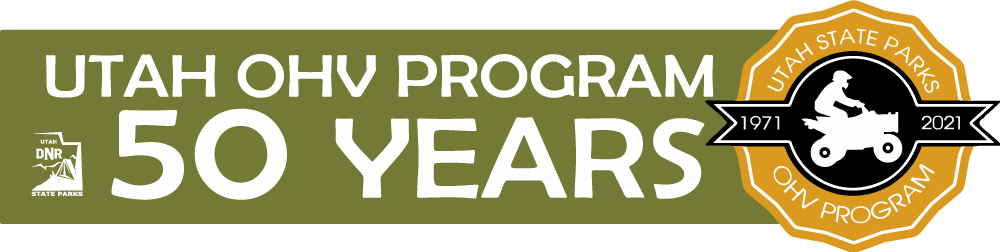 UTAH OHV PROGRAM
50 YEARS
UTAH
DNR
STATE PARKS
UTAH STATE PARKS
1971 2021
OHV PROGRAM